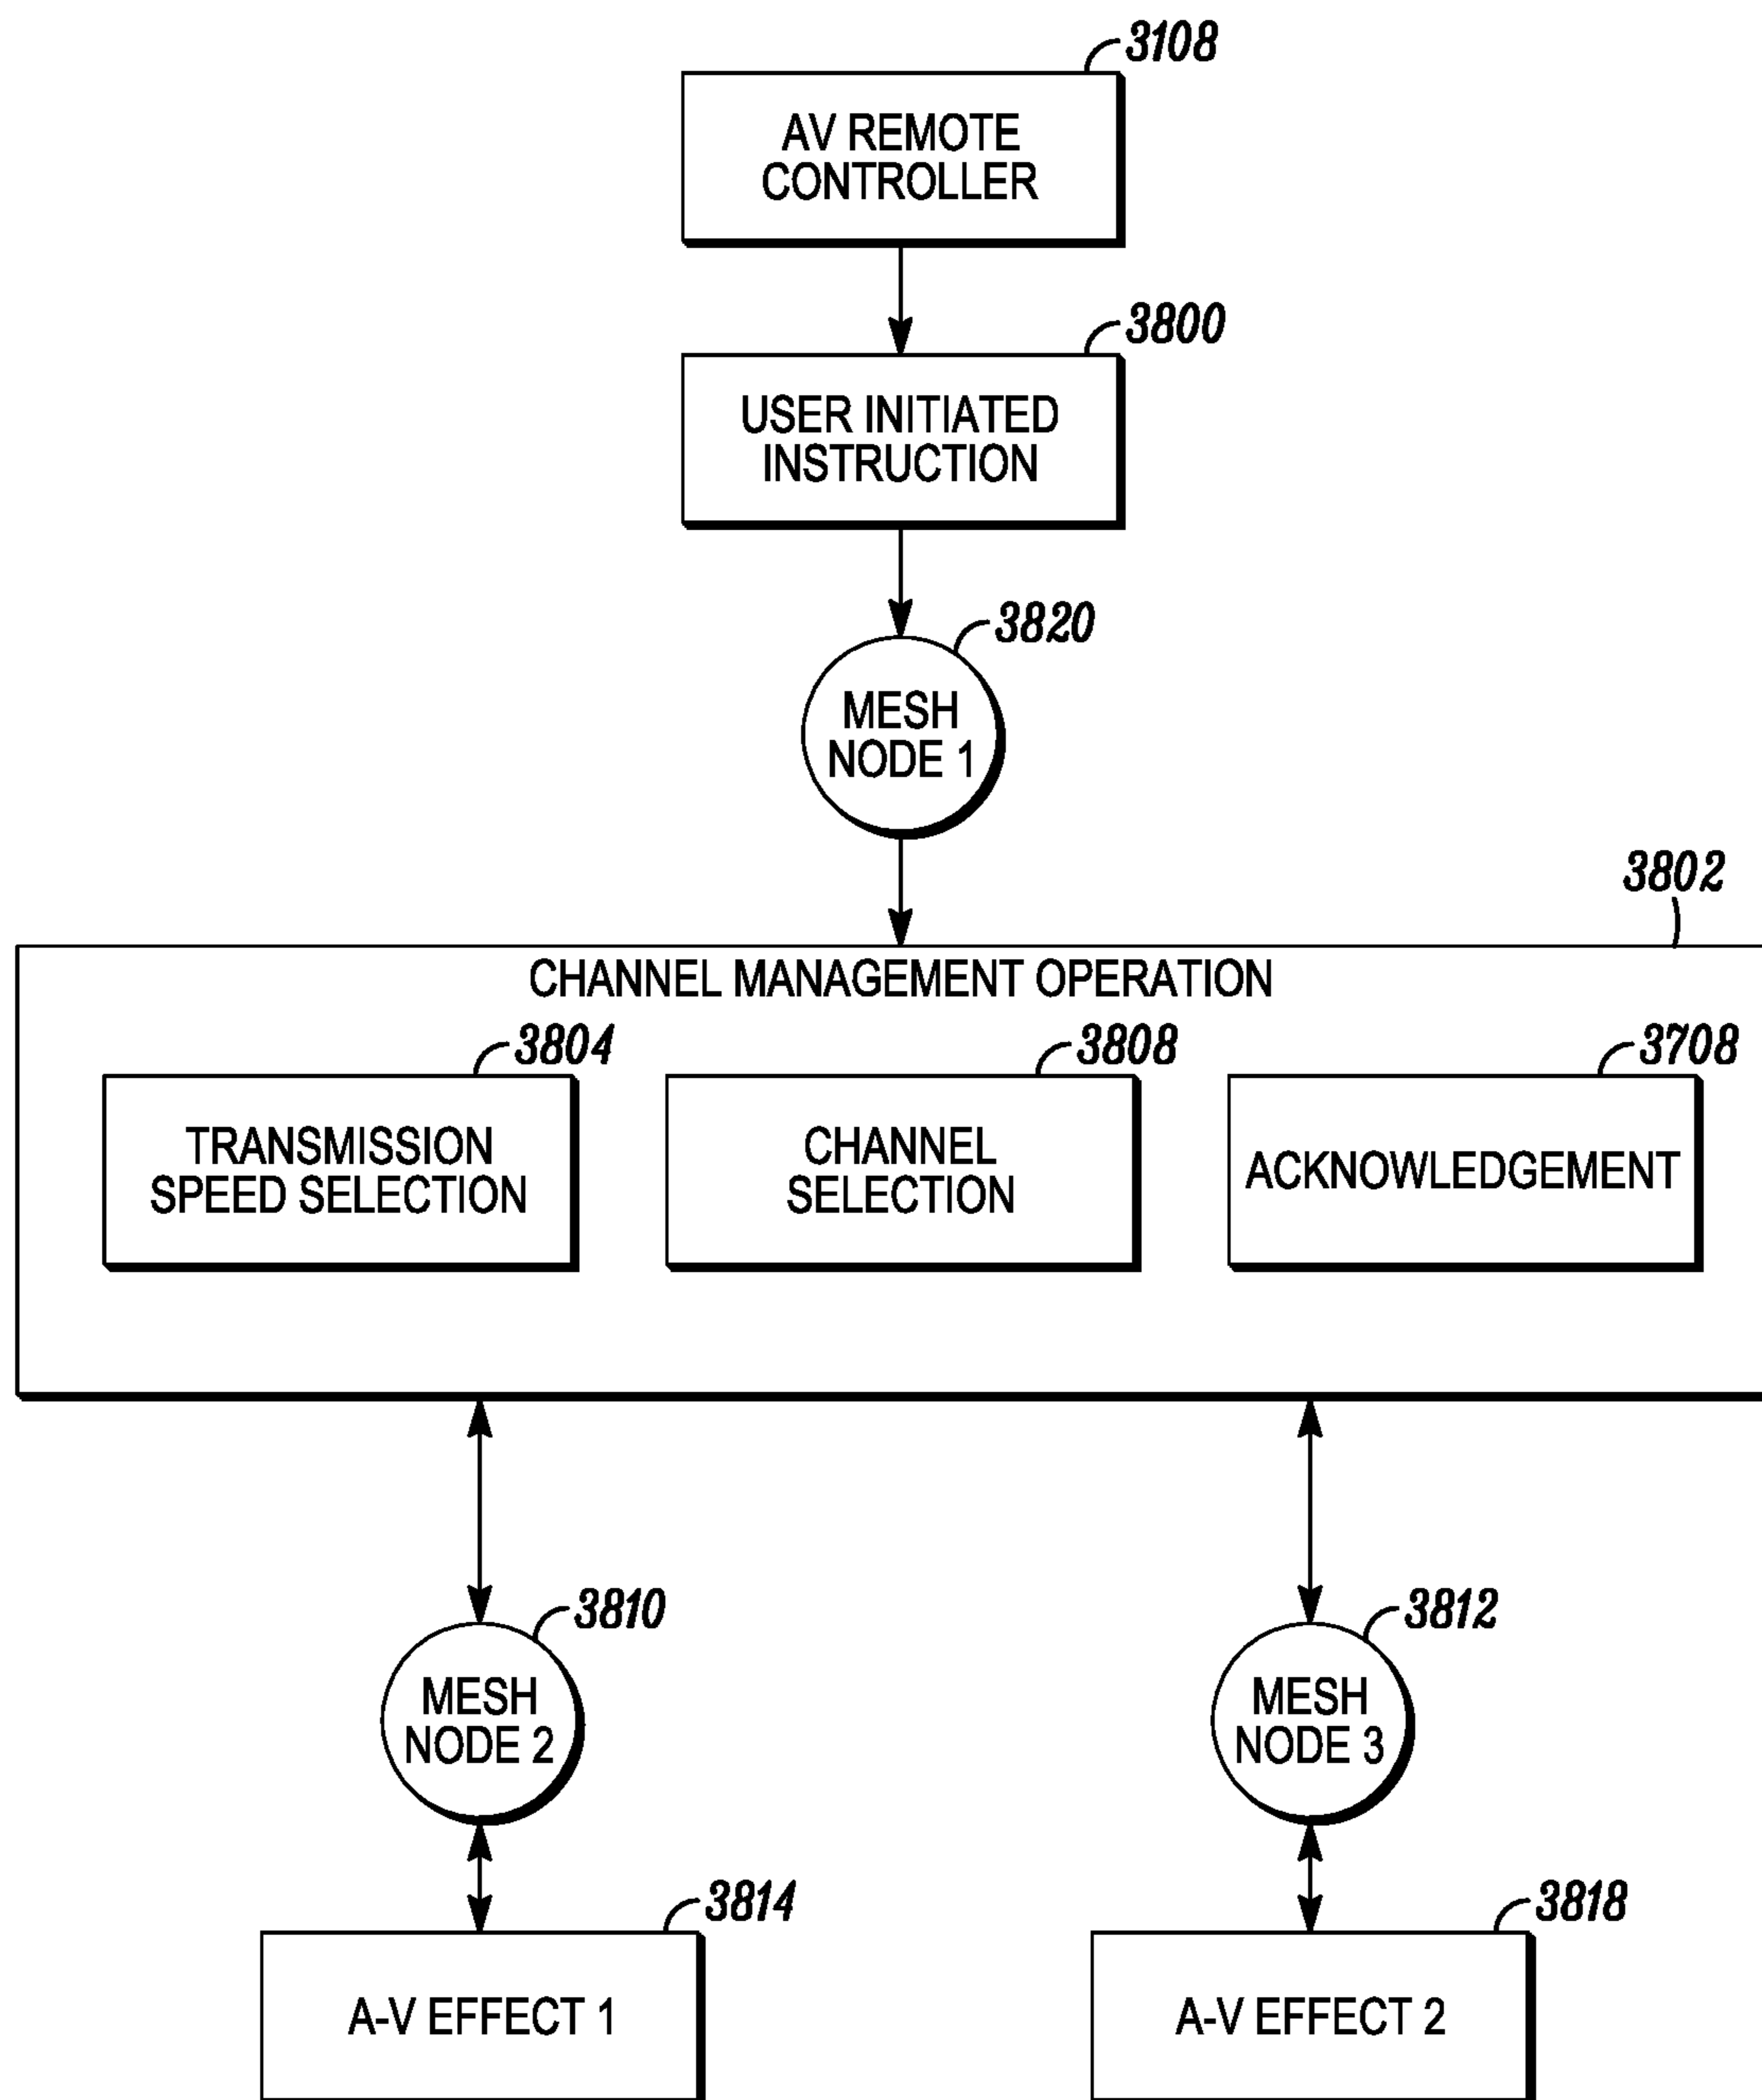 3108
AV REMOTE
CONTROLLER
3800
USER INITIATED
INSTRUCTION
3820
MESH
NODE 1
3802
CHANNEL MANAGEMENT OPERATION
3804
TRANSMISSION
SPEED SELECTION
3808
CHANNEL
SELECTION
3708
ACKNOWLEDGEMENT
3810
MESH
NODE 2
3812
MESH
NODE 3
3814
A-V EFFECT 1
3818
A-V EFFECT 2